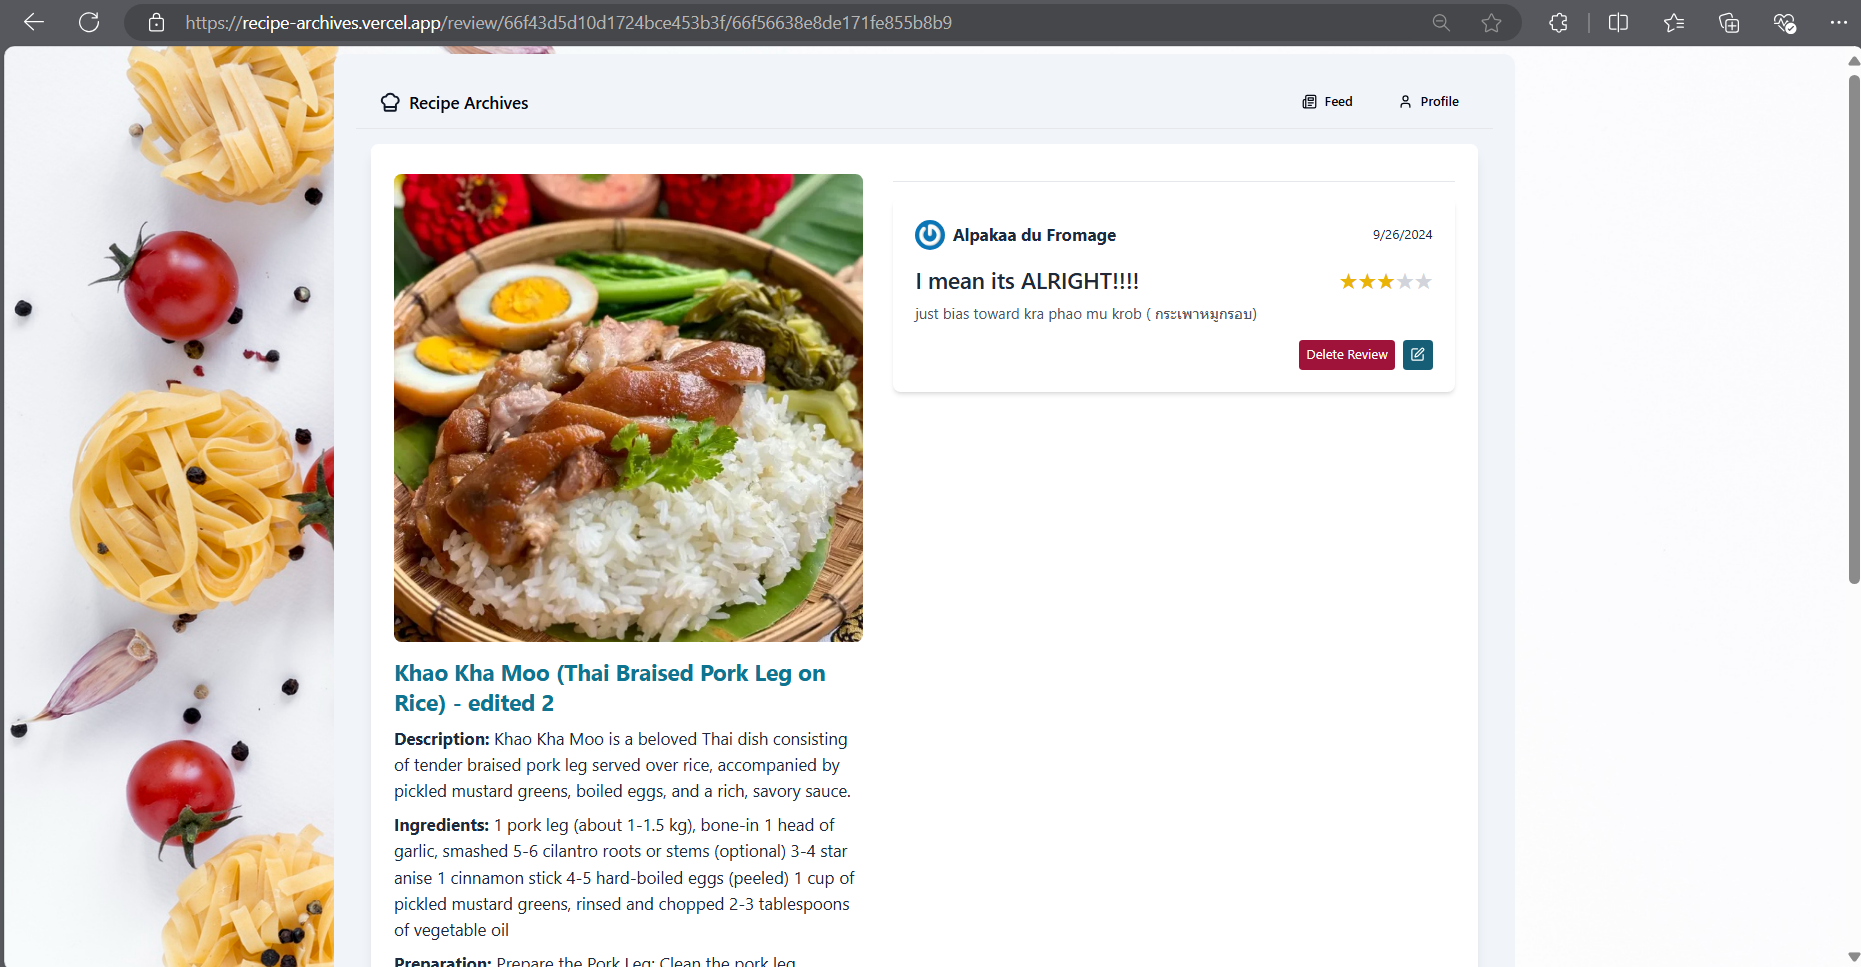 https://recipe-archives.vercel.app/review/66f43d5d10d1724bce453b3f/66f56638e8de171fe855b8b9
Recipe Archives
Feed
Profile
Alpakaa du Fromage
9/26/2024
I mean its ALRIGHT!!!!
just bias toward kra phao mu krob ( กระเพาหมูกรอบ)
Delete Review
Khao Kha Moo (Thai Braised Pork Leg on
Rice) - edited 2
Description: Khao Kha Moo is a beloved Thai dish consisting
of tender braised pork leg served over rice, accompanied by
pickled mustard greens, boiled eggs, and a rich, savory sauce.
Ingredients: 1 pork leg (about 1-1.5 kg), bone-in 1 head of
garlic, smashed 5-6 cilantro roots or stems (optional) 3-4 star
anise 1 cinnamon stick 4-5 hard-boiled eggs (peeled) 1 cup of
pickled mustard greens, rinsed and chopped 2-3 tablespoons
of vegetable oil
Preparation: Prepare the Pork Leg: Clean the pork leg